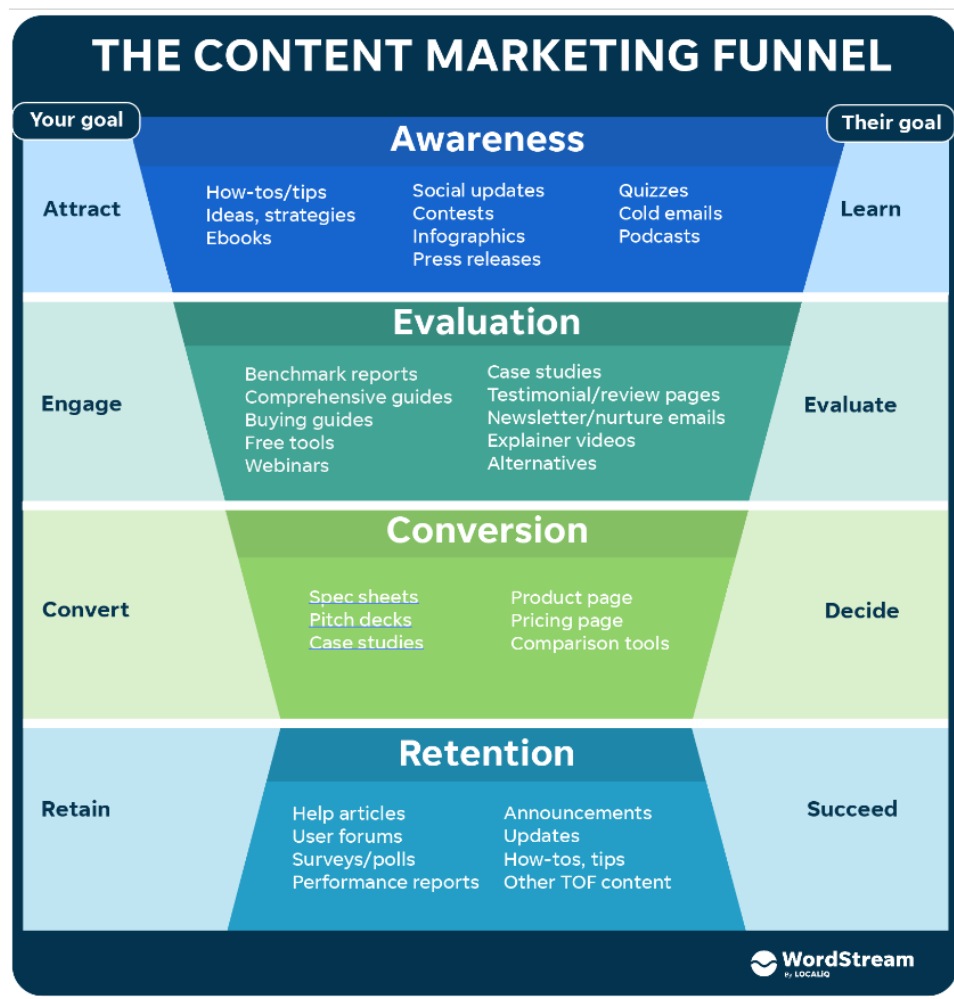 THE CONTENT MARKETING FUNNEL
Your goal
Their goal
Awareness
Attract
How-tos/tips
Ideas, strategies
Ebooks
Social updates
Contests
Infographics
Press releases
Quizzes
Cold emails
Podcasts
Learn
Evaluation
Engage
Benchmark reports
Comprehensive guides
Buying guides
Free tools
Webinars
Case studies
Testimonial/review pages
Newsletter/nurture emails
Explainer videos
Alternatives
Evaluate
Conversion
Convert
Spec sheets
Pitch decks
Case studies
Product page
Pricing page
Comparison tools
Decide
Retention
Retain
Help articles
User forums
Surveys/polls
Performance reports
Announcements
Updates
How-tos, tips
Other TOF content
Succeed
WordStream
By LOCALiQ